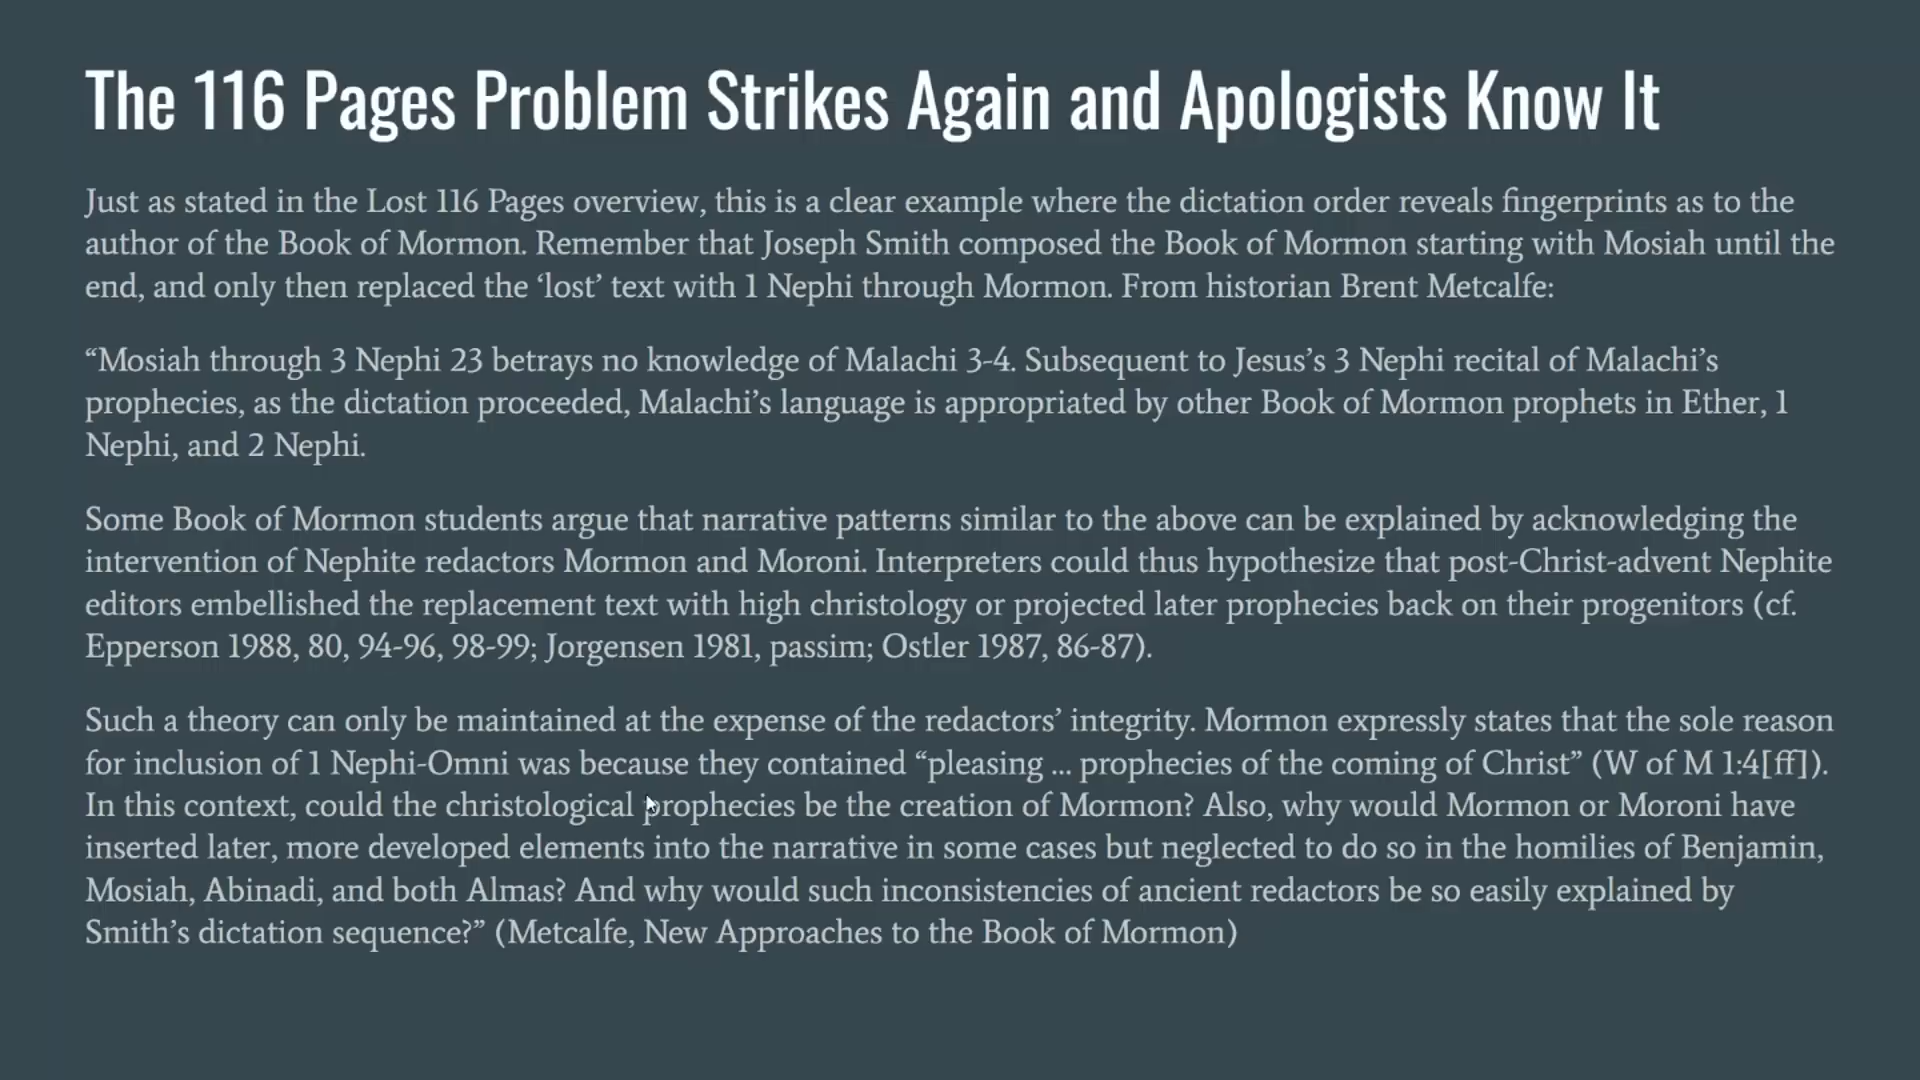 The 116 Pages Problem Strikes Again and Apologists Know It
Just as stated in the Lost 116 Pages overview, this is a clear example where the dictation order reveals fingerprints as to the
author of the Book of Mormon. Remember that Joseph Smith composed the Book of Mormon starting with Mosiah until the
end, and only then replaced the ‘lost’ text with 1 Nephi through Mormon. From historian Brent Metcalfe:
“Mosiah through 3 Nephi 23 betrays no knowledge of Malachi 3-4. Subsequent to Jesus’s 3 Nephi recital of Malachi’s
prophecies, as the dictation proceeded, Malachi’s language is appropriated by other Book of Mormon prophets in Ether, 1
Nephi, and 2 Nephi.
Some Book of Mormon students argue that narrative patterns similar to the above can be explained by acknowledging the
intervention of Nephite redactors Mormon and Moroni. Interpreters could thus hypothesize that post-Christ-advent Nephite
editors embellished the replacement text with high christology or projected later prophecies back on their progenitors (cf.
Epperson 1988, 80, 94-96, 98-99; Jorgensen 1981, passim; Ostler 1987, 86-87).
Such a theory can only be maintained at the expense of the redactors’ integrity. Mormon expressly states that the sole reason
for inclusion of 1 Nephi-Omni was because they contained “pleasing ... prophecies of the coming of Christ” (W of M 1:4[ff]).
In this context, could the christological prophecies be the creation of Mormon? Also, why would Mormon or Moroni have
inserted later, more developed elements into the narrative in some cases but neglected to do so in the homilies of Benjamin,
Mosiah, Abinadi, and both Almas? And why would such inconsistencies of ancient redactors be so easily explained by
Smith’s dictation sequence?” (Metcalfe, New Approaches to the Book of Mormon)